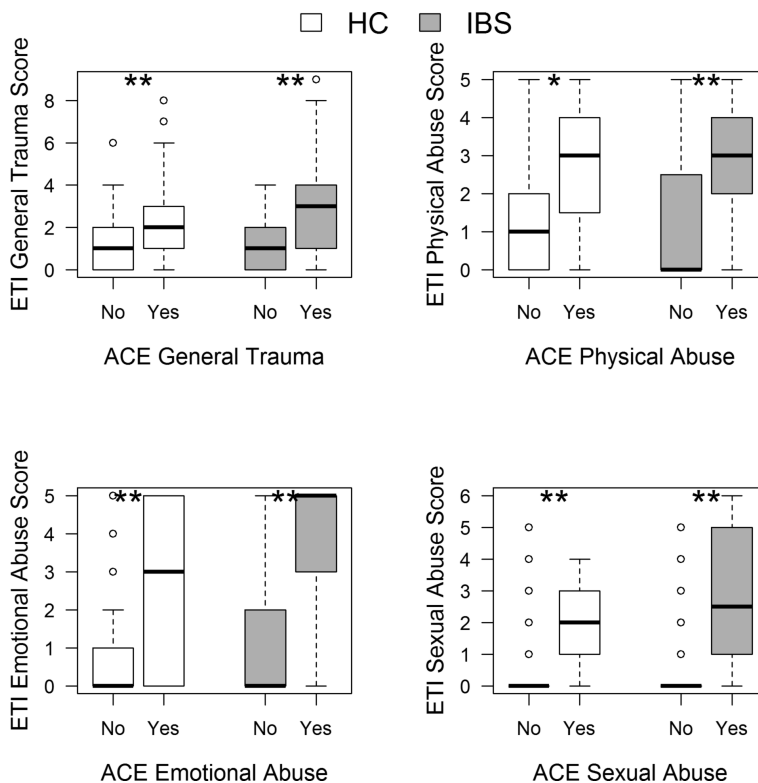 HC IBS
ETI General Trauma Score
8
6
4
2
0
** **
No Yes No Yes
ACE General Trauma
ETI Physical Abuse Score
5
4
3
2
1
0
* **
No Yes No Yes
ACE Physical Abuse
ETI Emotional Abuse Score
5
4
3
2
1
0
** **
No Yes No Yes
ACE Emotional Abuse
ETI Sexual Abuse Score
6
5
4
3
2
1
0
** **
No Yes No Yes
ACE Sexual Abuse